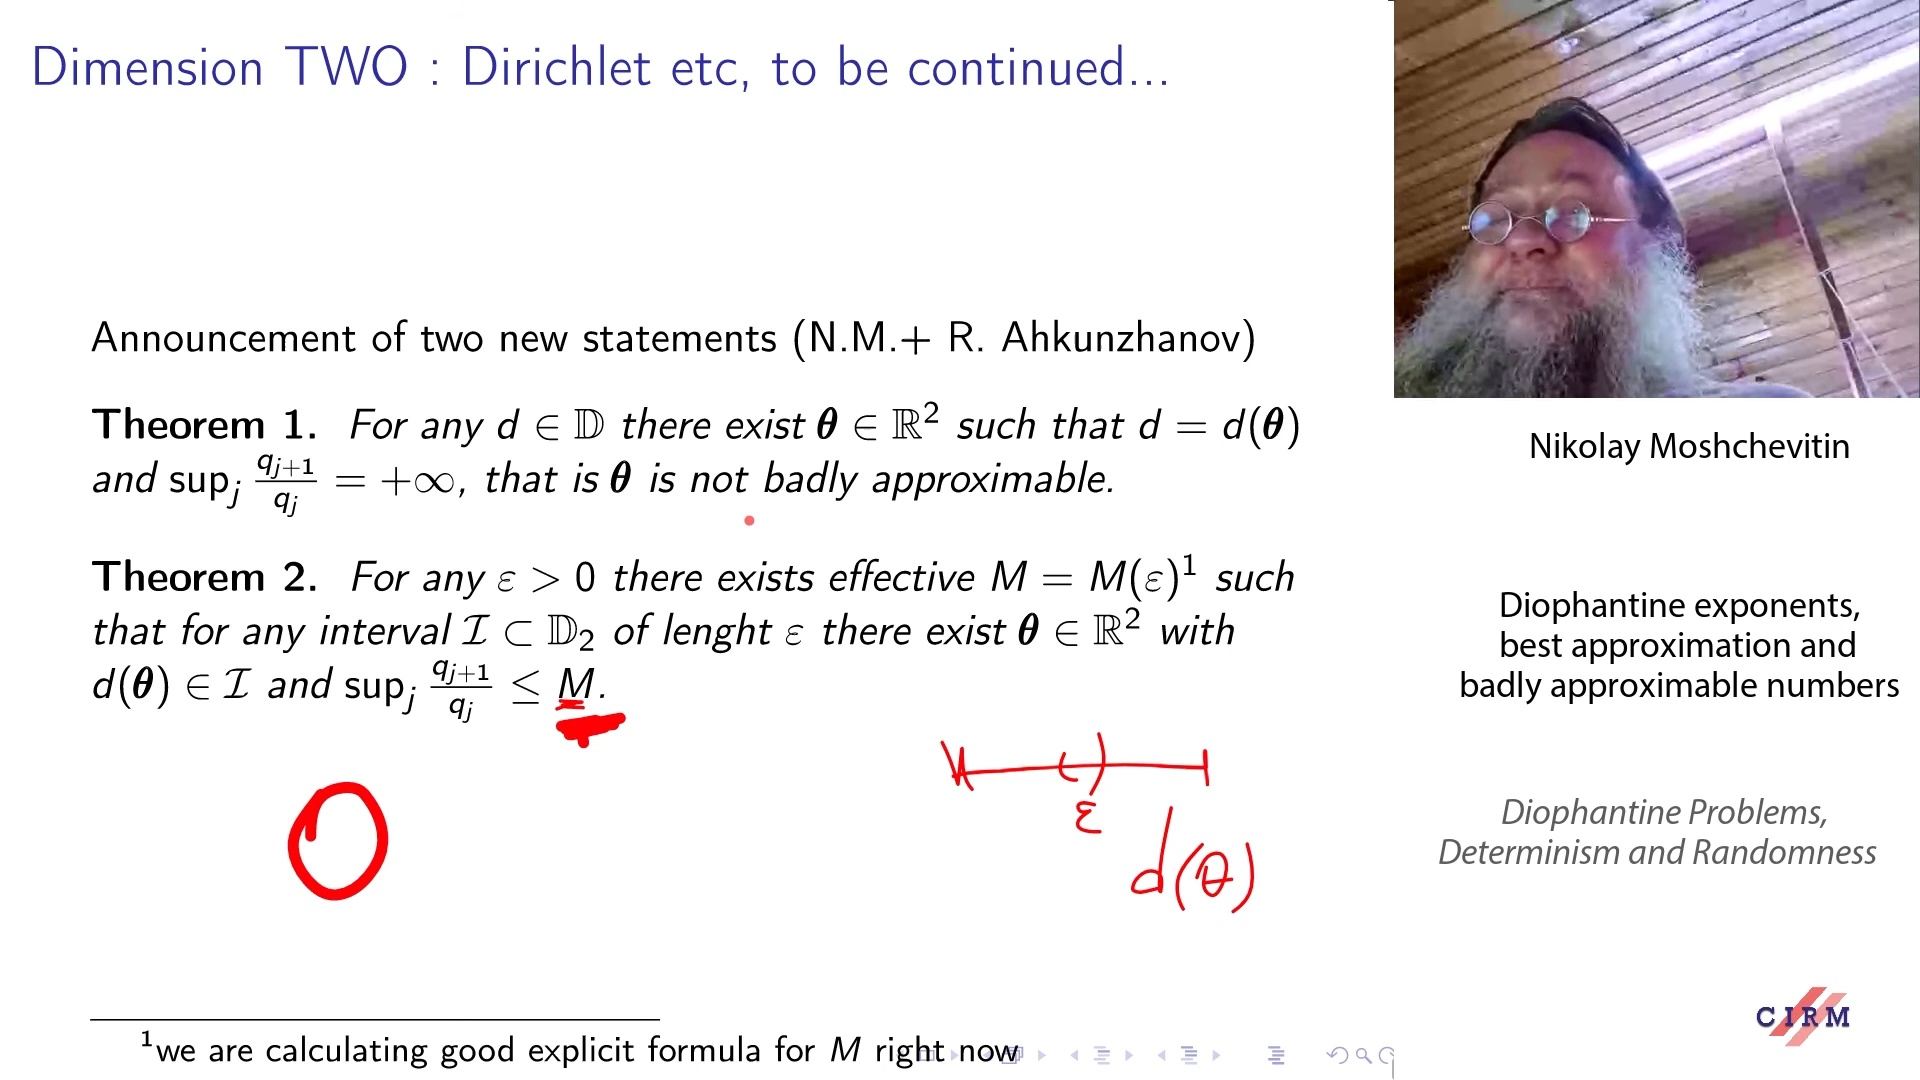 Dimension TWO : Dirichlet etc, to be continued...
Announcement of two new statements (N.M.+ R. Ahkunzhanov)
Theorem 1. For any d ∈ 𝔻 there exist θ ∈ ℝ² such that d = d(θ)
and sup_j q_{j+1}/q_j = +∞, that is θ is not badly approximable.
Theorem 2. For any ε > 0 there exists effective M = M(ε)¹ such
that for any interval ℐ ⊂ 𝔻₂ of lenght ε there exist θ ∈ ℝ² with
d(θ) ∈ ℐ and sup_j q_{j+1}/q_j ≤ M.
ε
d(θ)
¹we are calculating good explicit formula for M right now
Nikolay Moshchevitin
Diophantine exponents,
best approximation and
badly approximable numbers
Diophantine Problems,
Determinism and Randomness
CIRM